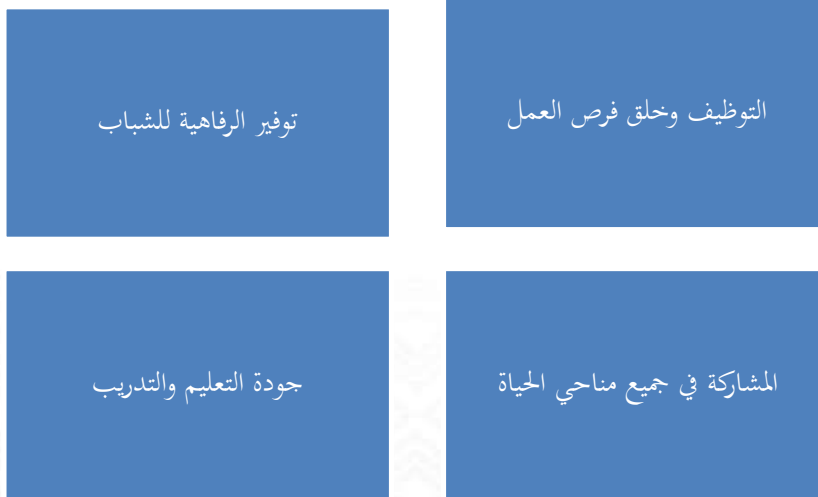 التوظيف وخلق فرص العمل
توفير الرفاهية للشباب
المشاركة في جميع مناحي الحياة
جودة التعليم والتدريب